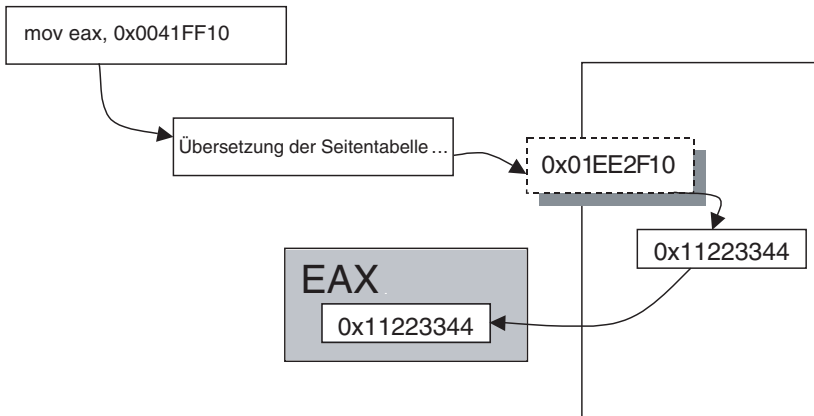 mov eax, 0x0041FF10
Übersetzung der Seitentabelle ...
0x01EE2F10
0x11223344
EAX
0x11223344